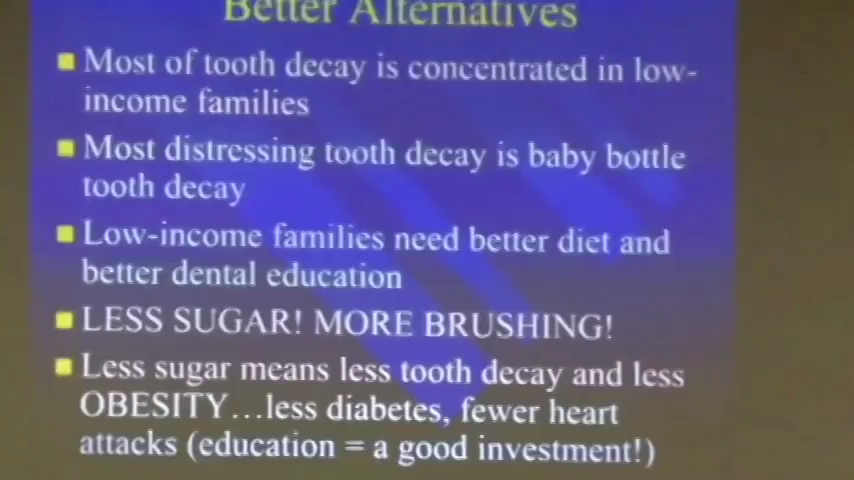 Better Alternatives
Most of tooth decay is concentrated in low-
income families
Most distressing tooth decay is baby bottle
tooth decay
Low-income families need better diet and
better dental education
LESS SUGAR! MORE BRUSHING!
Less sugar means less tooth decay and less
OBESITY…less diabetes, fewer heart
attacks (education = a good investment!)